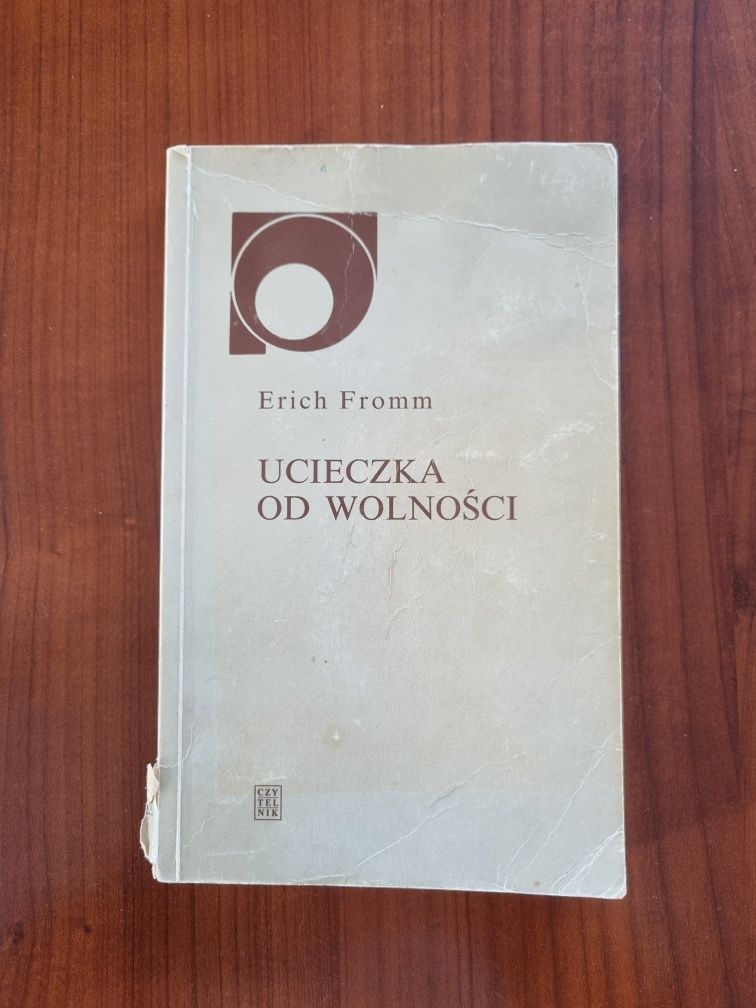 Erich Fromm
UCIECZKA
OD WOLNOŚCI
CZY
TEL
NIK